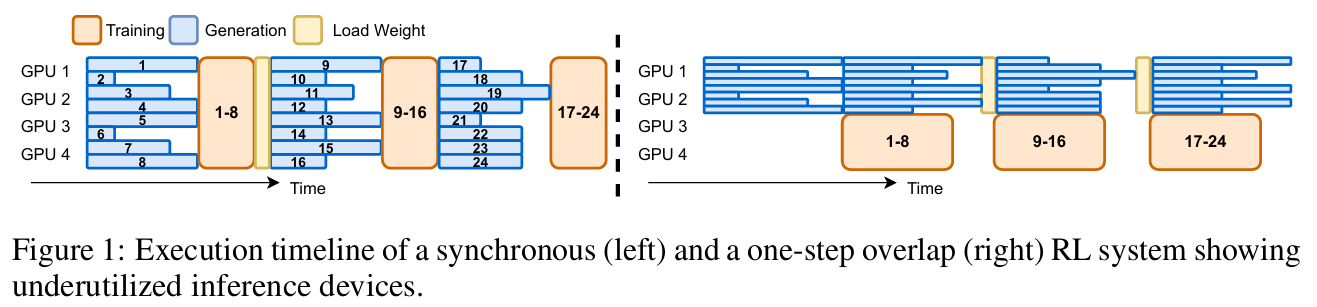 Training Generation Load Weight
GPU 1
GPU 2
GPU 3
GPU 4
1
2
3
4
5
6
7
8
1-8
9
10
11
12
13
14
15
16
9-16
17
18
19
20
21
22
23
24
17-24
Time
GPU 1
GPU 2
GPU 3
GPU 4
1-8
9-16
17-24
Time
Figure 1: Execution timeline of a synchronous (left) and a one-step overlap (right) RL system showing
underutilized inference devices.